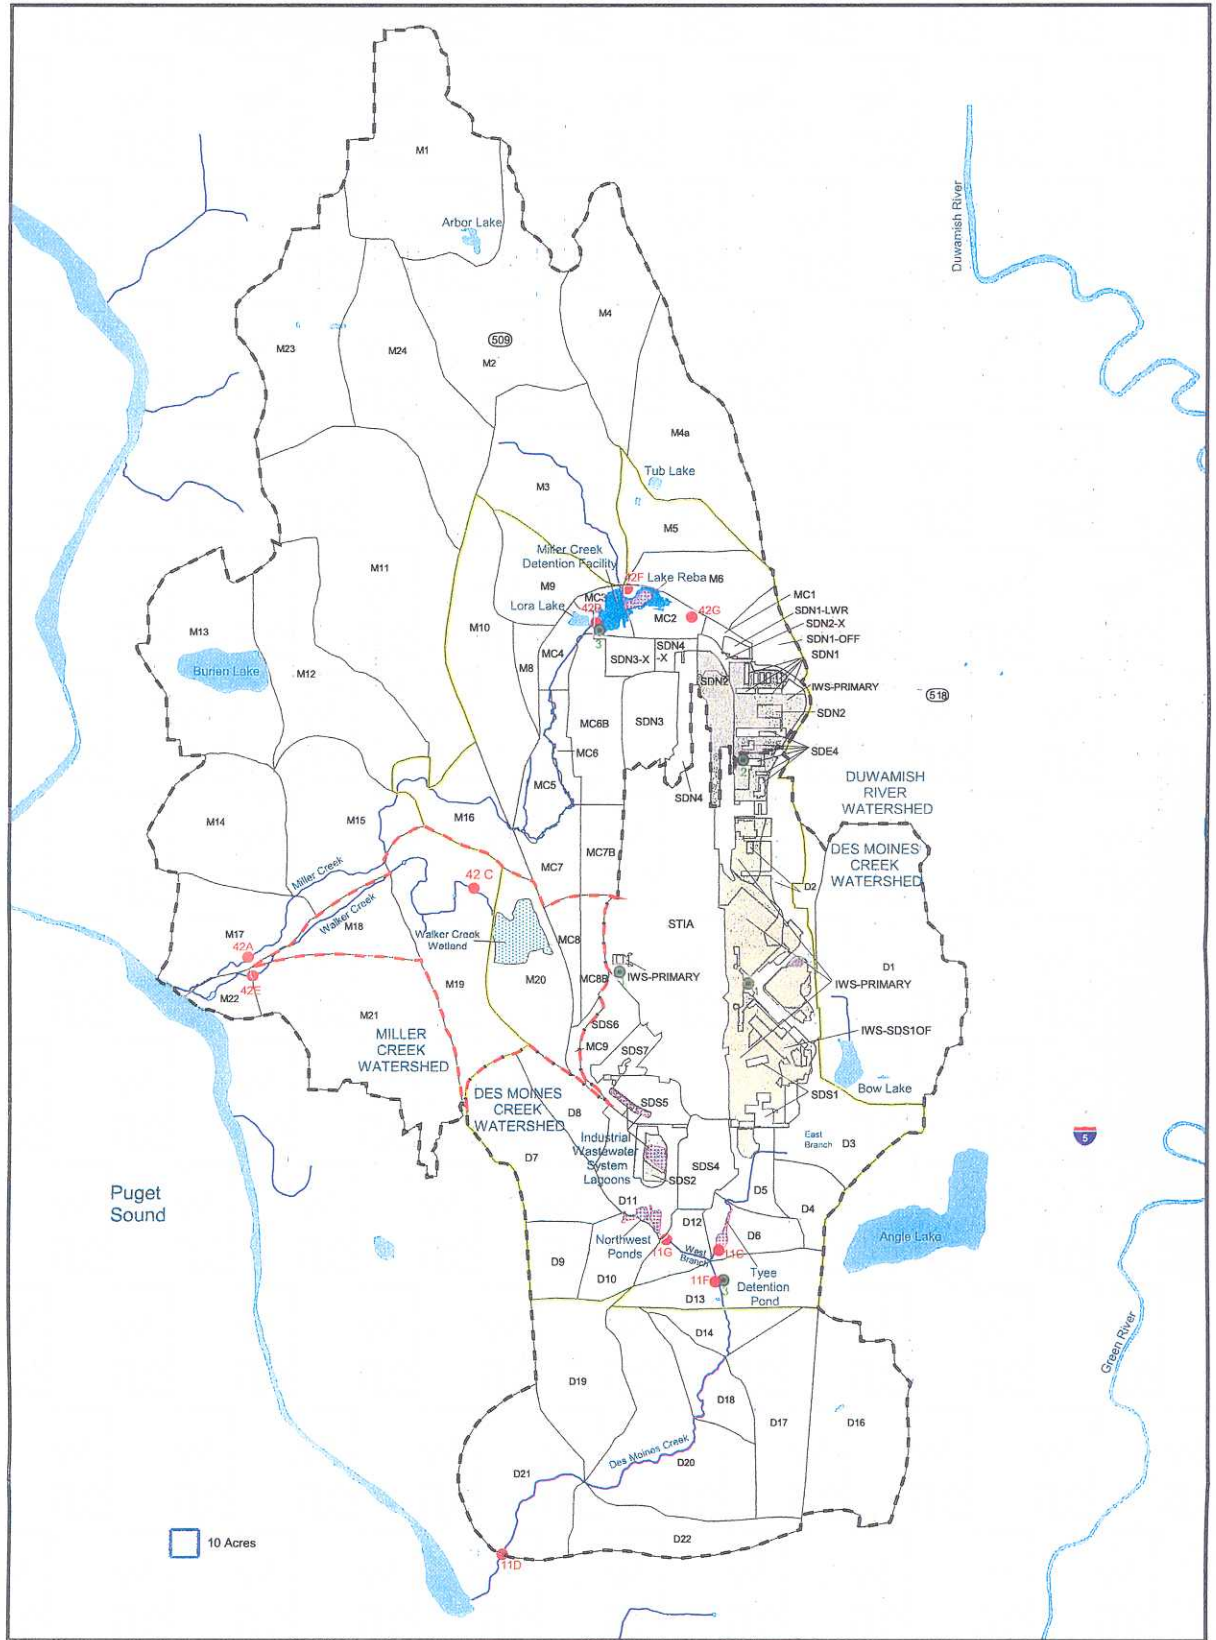 M1
Arbor Lake
Duwamish River
M4
M23
M24
509
M2
M4a
Tub Lake
M3
M5
Miller Creek
Detention Facility
42F
Lake Reba
M6
M9
MC3
MC1
M11
Lora Lake
42B
MC2
42G
SDN1-LWR
SDN2-X
M13
M10
3
SDN1-OFF
SDN4
-X
SDN1
MC4
SDN3-X
M8
Burien Lake
M12
SDN2
IWS-PRIMARY
518
SDN2
MC6B
SDN3
MC6
SDE4
2
DUWAMISH
RIVER
WATERSHED
MC5
SDN4
M14
M15
M16
DES MOINES
CREEK
WATERSHED
MC7
MC7B
Miller Creek
42 C
D2
Walker Creek
M17
M18
Walker Creek
Wetland
STIA
42A
MC8
D1
42E
M22
M19
M20
MC8B
IWS-PRIMARY
IWS-PRIMARY
M21
SDS6
IWS-SDS1OF
MILLER
CREEK
WATERSHED
MC9
SDS7
Bow Lake
DES MOINES
CREEK
WATERSHED
SDS1
D8
SDS5
5
Industrial
Wastewater
System
Lagoons
East
Branch
D3
D7
SDS4
SDS2
Puget
Sound
D5
D11
D4
D12
D6
Northwest
Ponds
11G
West
Branch
11C
Angle Lake
D9
D10
11F
Tyee
Detention
Pond
D13
D14
Green River
D19
D18
D17
D16
Des Moines Creek
D20
D21
D22
10 Acres
11D